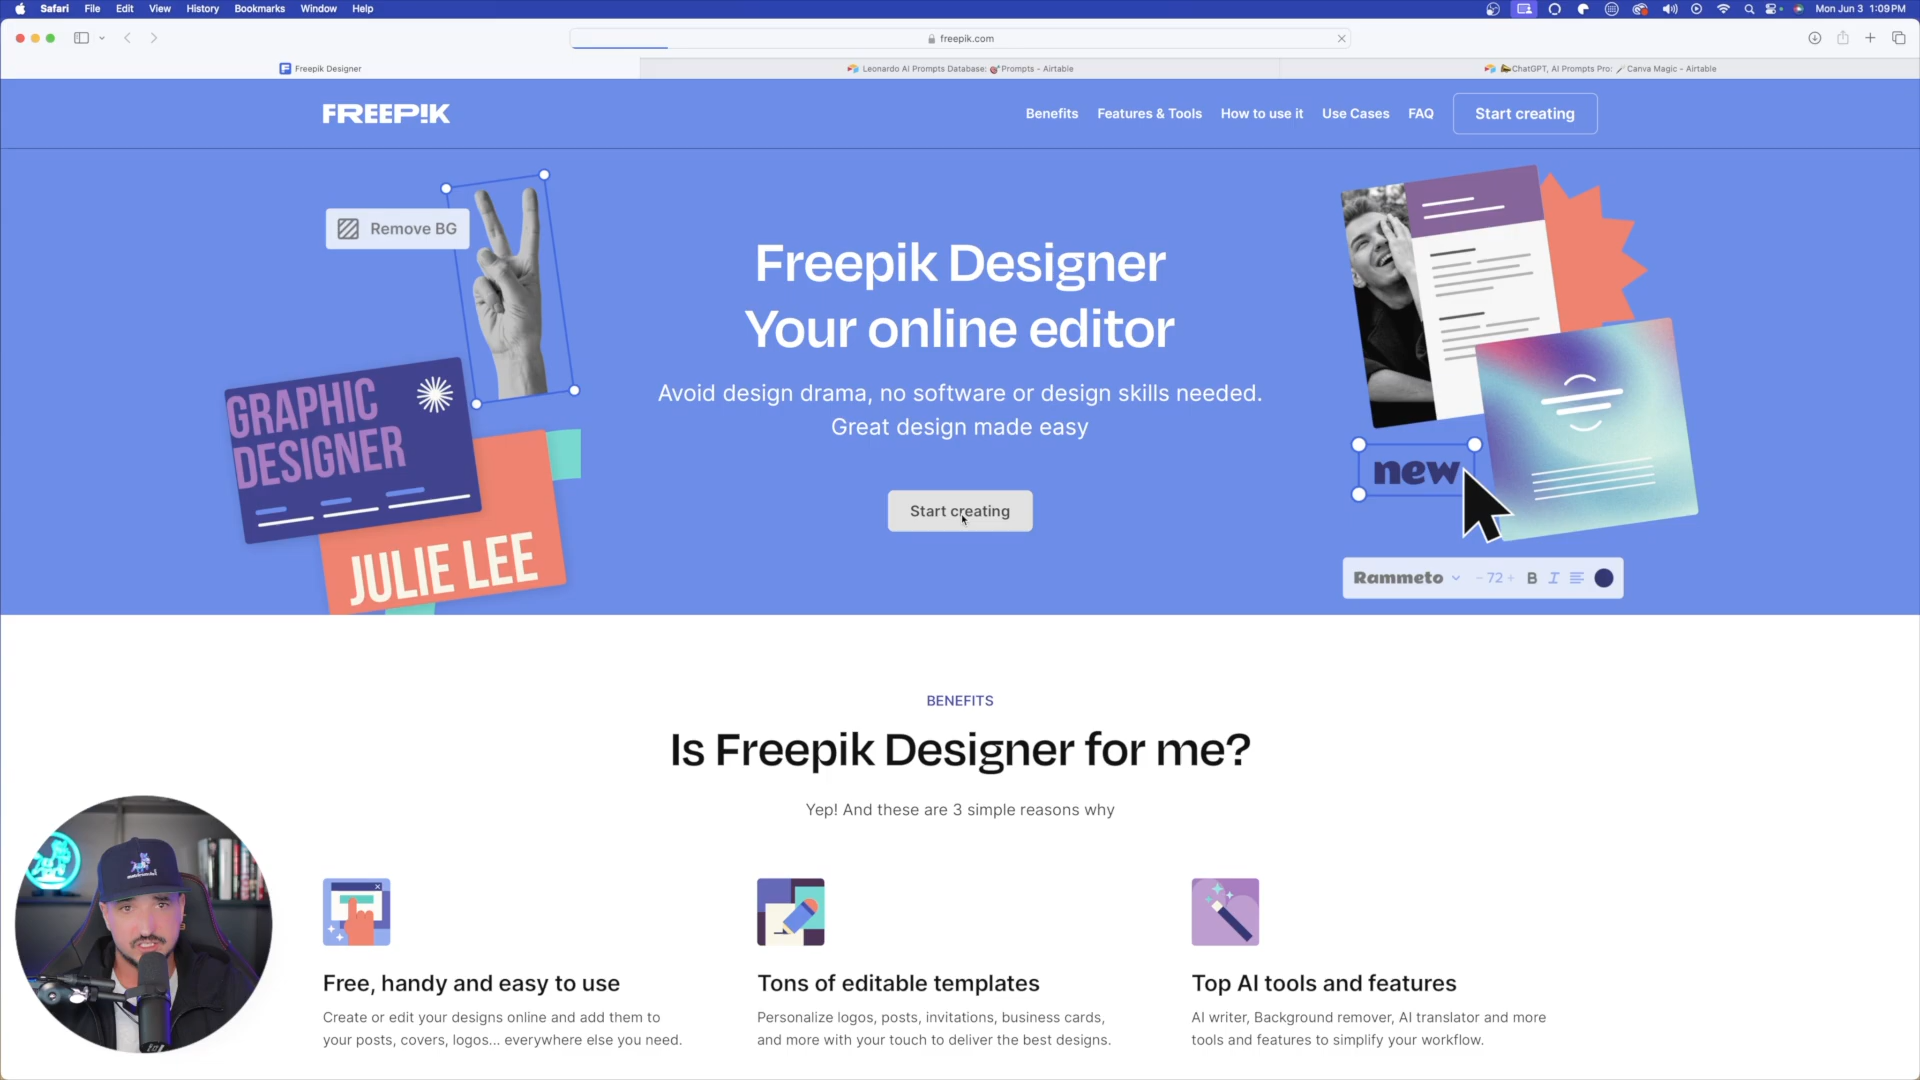 Safari File Edit View History Bookmarks Window Help
Mon Jun 3 1:09 PM
freepik.com
Freepik Designer
Leonardo AI Prompts Database: 🎯Prompts - Airtable
ChatGPT, AI Prompts Pro: 🪄Canva Magic - Airtable
FREEP!K
Benefits Features & Tools How to use it Use Cases FAQ Start creating
Remove BG
Freepik Designer
Your online editor
Avoid design drama, no software or design skills needed.
Great design made easy
Start creating
GRAPHIC
DESIGNER
JULIE LEE
new
Rammeto - 72 + B I
BENEFITS
Is Freepik Designer for me?
Yep! And these are 3 simple reasons why
Free, handy and easy to use
Create or edit your designs online and add them to
your posts, covers, logos... everywhere else you need.
Tons of editable templates
Personalize logos, posts, invitations, business cards,
and more with your touch to deliver the best designs.
Top AI tools and features
AI writer, Background remover, AI translator and more
tools and features to simplify your workflow.